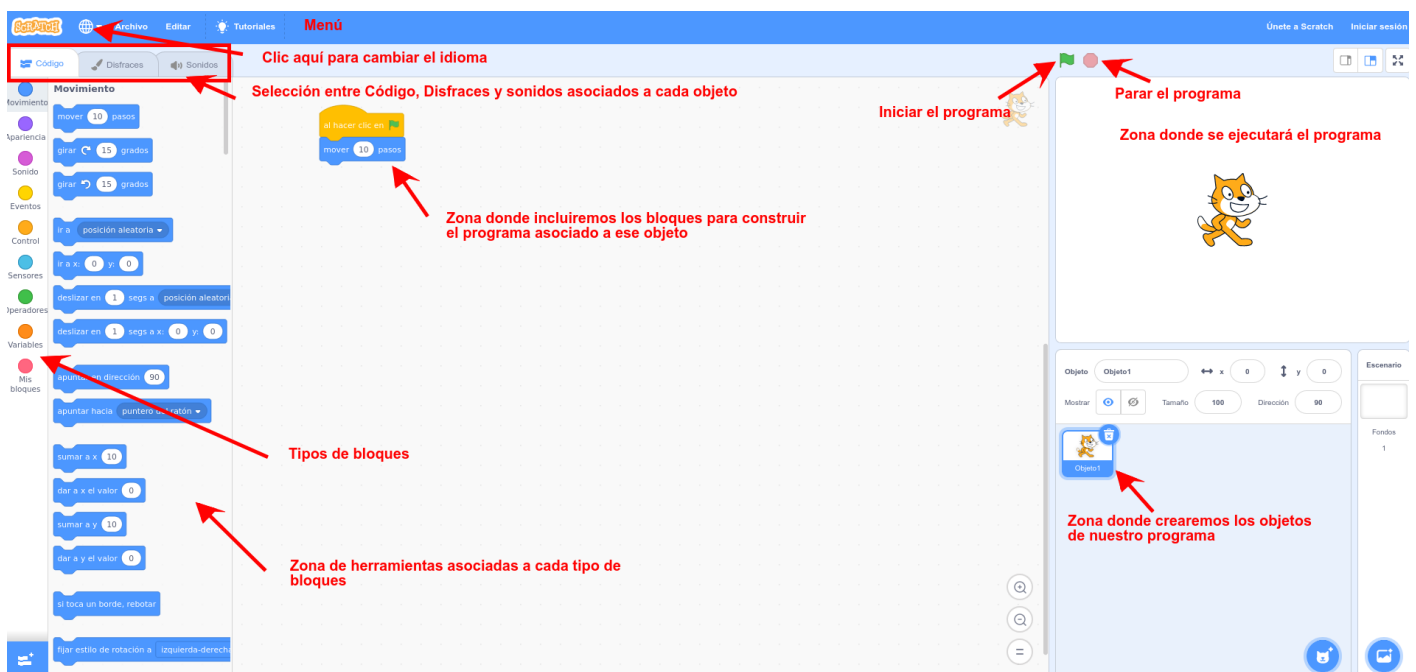 SCRATCH
Archivo
Editar
Tutoriales
Menú
Únete a Scratch
Iniciar sesión
Código
Disfraces
Sonidos
Clic aquí para cambiar el idioma
Selección entre Código, Disfraces y sonidos asociados a cada objeto
Iniciar el programa
Parar el programa
Zona donde se ejecutará el programa
Movimiento
Apariencia
Sonido
Eventos
Control
Sensores
Operadores
Variables
Mis
bloques
Movimiento
mover 10 pasos
girar 15 grados
girar 15 grados
ir a posición aleatoria
ir a x: 0 y: 0
deslizar en 1 segs a posición aleatori
deslizar en 1 segs a x: 0 y: 0
apuntar en dirección 90
apuntar hacia puntero del ratón
sumar a x 10
dar a x el valor 0
sumar a y 10
dar a y el valor 0
si toca un borde, rebotar
fijar estilo de rotación a izquierda-derech
al hacer clic en
mover 10 pasos
Zona donde incluiremos los bloques para construir
el programa asociado a ese objeto
Tipos de bloques
Zona de herramientas asociadas a cada tipo de
bloques
Objeto Objeto1 x 0 y 0
Mostrar Tamaño 100 Dirección 90
Objeto1
Zona donde crearemos los objetos
de nuestro programa
Escenario
Fondos
1